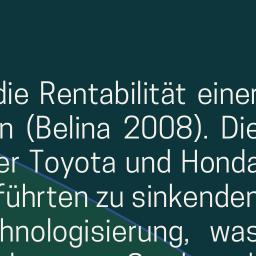 die Rentabilität einer
n (Belina 2008). Die
er Toyota und Honda
führten zu sinkenden
hnologisierung, was